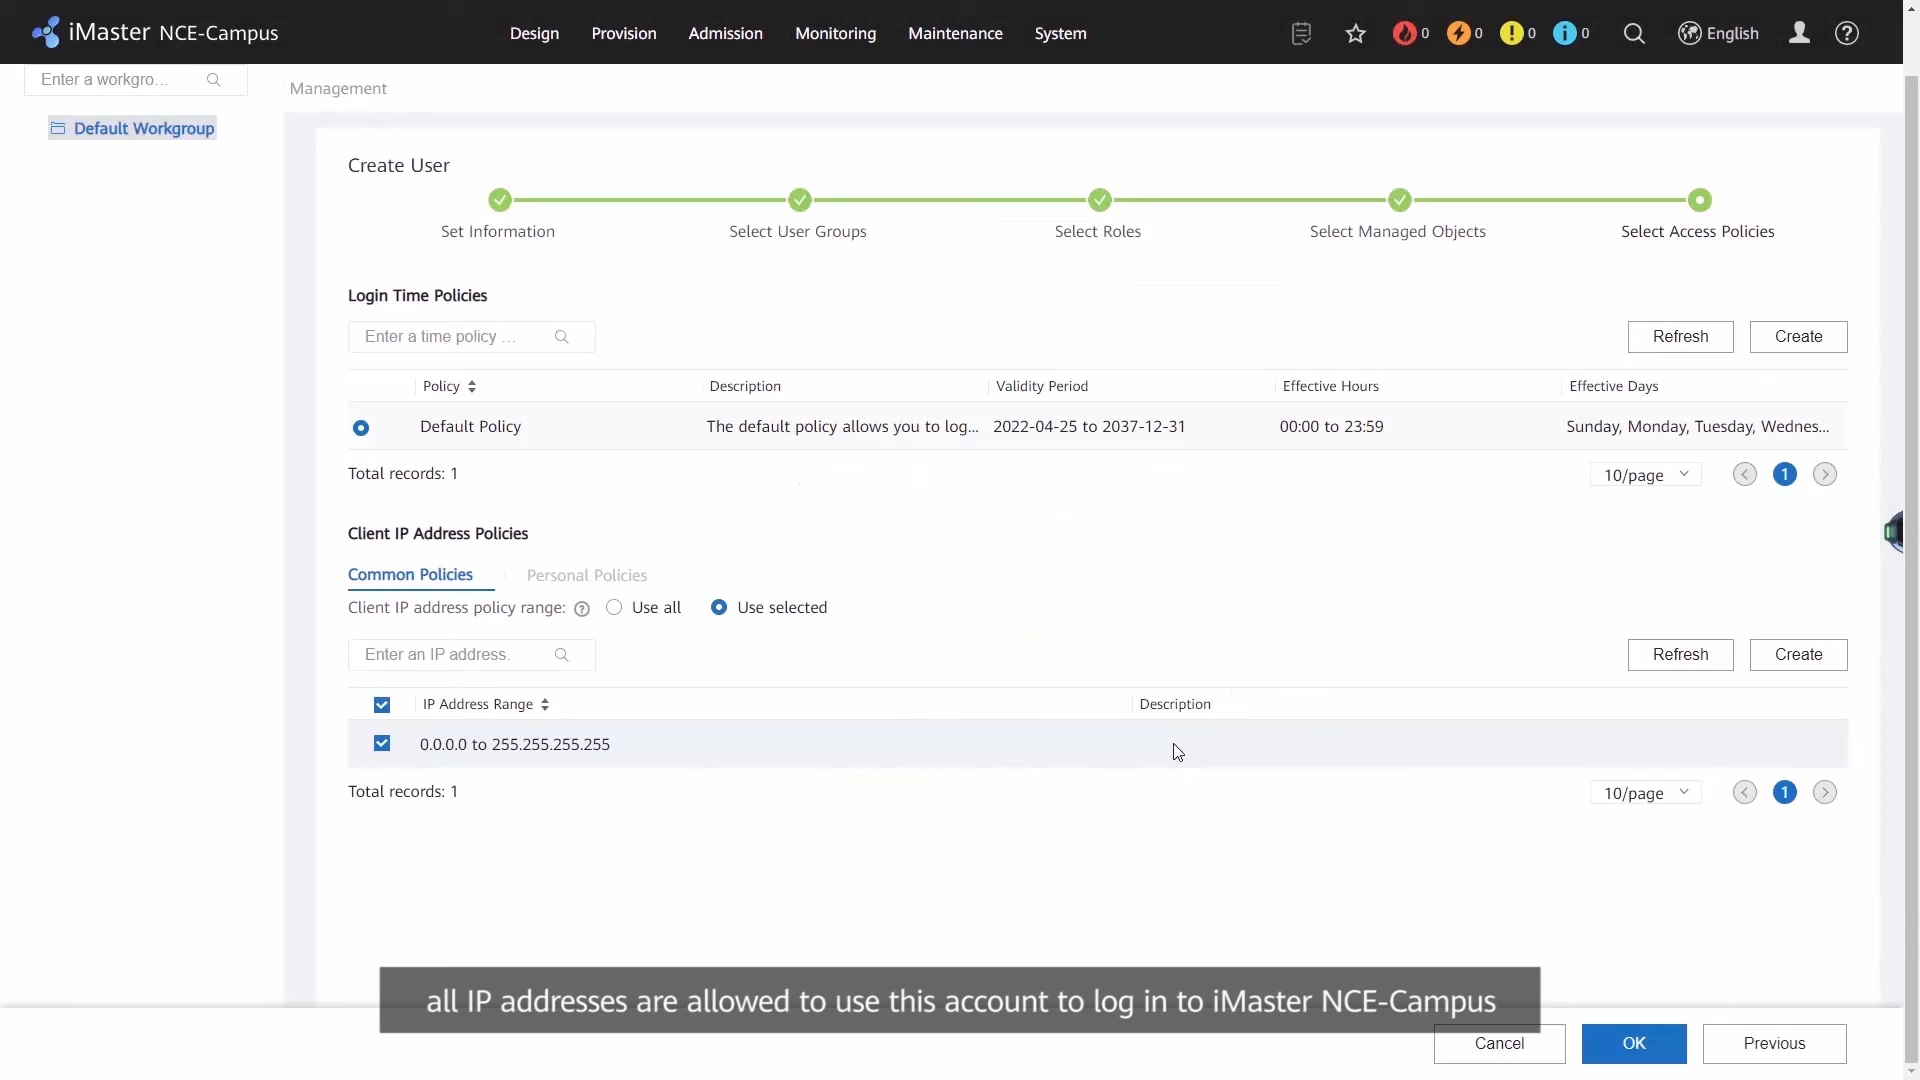 iMaster NCE-Campus
Design Provision Admission Monitoring Maintenance System
0 0 0 0 English
Enter a workgro...
Management
Default Workgroup
Create User
Set Information Select User Groups Select Roles Select Managed Objects Select Access Policies
Login Time Policies
Enter a time policy ... Refresh Create
Policy Description Validity Period Effective Hours Effective Days
Default Policy The default policy allows you to log... 2022-04-25 to 2037-12-31 00:00 to 23:59 Sunday, Monday, Tuesday, Wednes...
Total records: 1 10/page 1
Client IP Address Policies
Common Policies Personal Policies
Client IP address policy range: Use all Use selected
Enter an IP address. Refresh Create
IP Address Range Description
0.0.0.0 to 255.255.255.255
Total records: 1 10/page 1
all IP addresses are allowed to use this account to log in to iMaster NCE-Campus
Cancel OK Previous